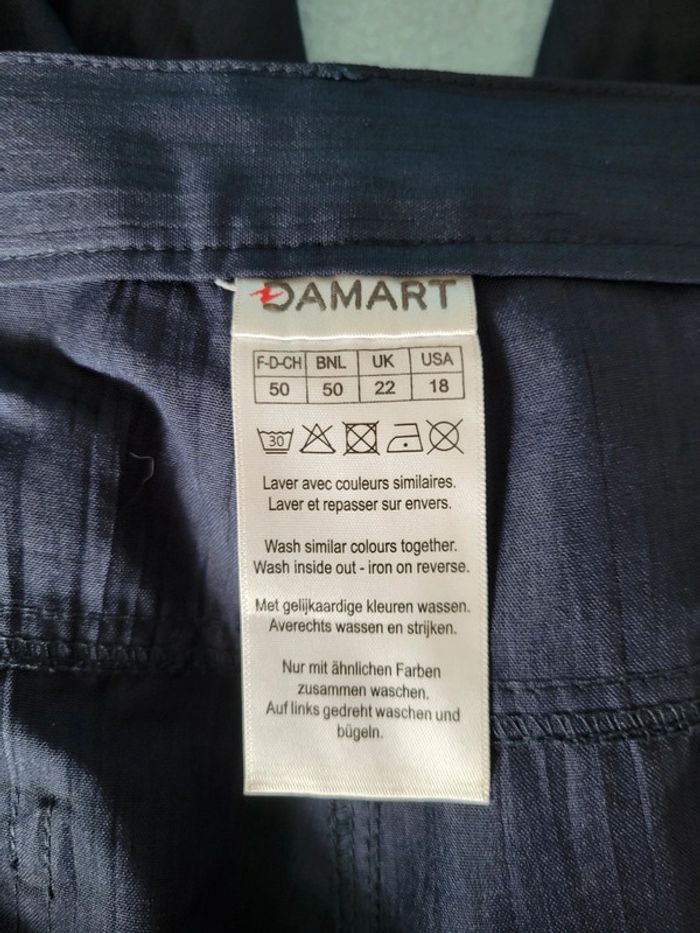 DAMART
F-D-CH BNL UK USA
50 50 22 18
30
Laver avec couleurs similaires.
Laver et repasser sur envers.
Wash similar colours together.
Wash inside out - iron on reverse.
Met gelijkaardige kleuren wassen.
Averechts wassen en strijken.
Nur mit ähnlichen Farben
zusammen waschen.
Auf links gedreht waschen und
bügeln.